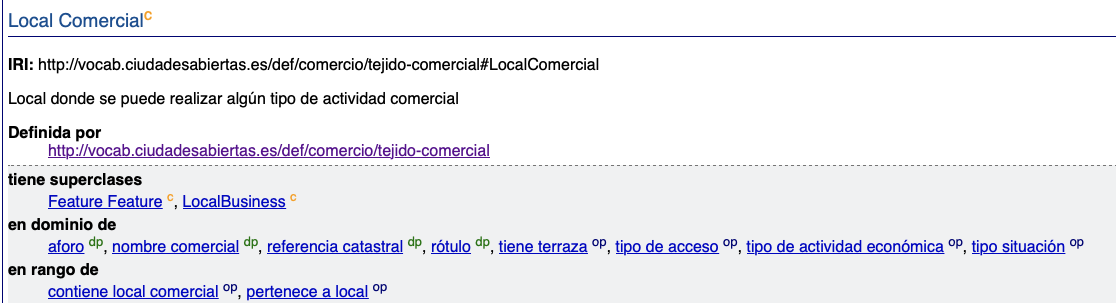 Local Comercialc
IRI: http://vocab.ciudadesabiertas.es/def/comercio/tejido-comercial#LocalComercial
Local donde se puede realizar algún tipo de actividad comercial
Definida por
http://vocab.ciudadesabiertas.es/def/comercio/tejido-comercial
tiene superclases
Feature Feature c, LocalBusiness c
en dominio de
aforo dp, nombre comercial dp, referencia catastral dp, rótulo dp, tiene terraza op, tipo de acceso op, tipo de actividad económica op, tipo situación op
en rango de
contiene local comercial op, pertenece a local op